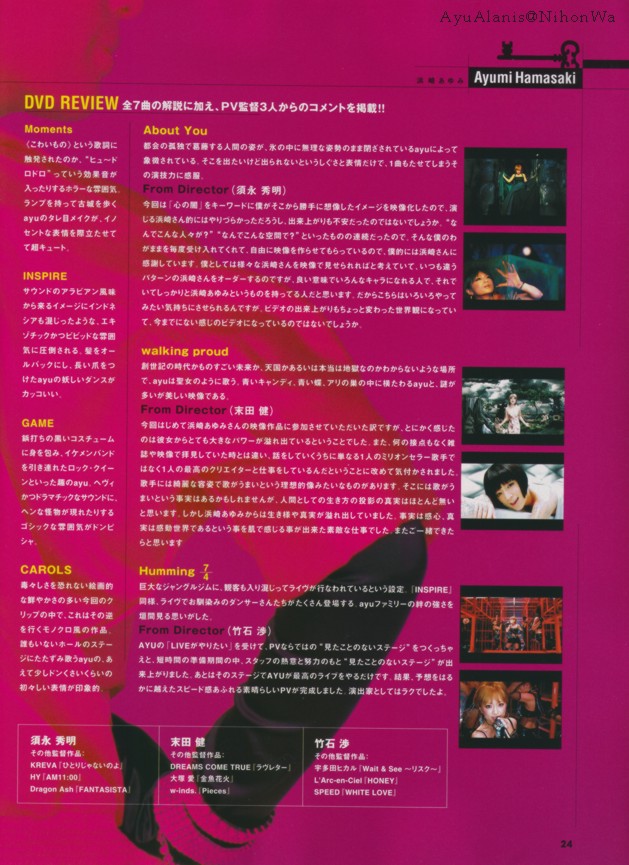 AyuAlanis@NihonWa
浜崎あゆみ
Ayumi Hamasaki
DVD REVIEW 全7曲の解説に加え、PV監督3人からのコメントを掲載!!
Moments
〈こわいもの〉という歌詞に
触発されたのか、“ヒュ〜ド
ロドロ”っていう効果音が
入ったりするホラーな雰囲気。
ランプを持って古城を歩く
ayuのタレ目メイクが、イノ
セントな表情を際立たせて
て超キュート。
INSPIRE
サウンドのアラビアン風味
から来るイメージにインドネ
シアも混じったような、エキ
ゾチックかつビビッドな雰囲
気に圧倒される。髪をオー
ルバックにし、長い爪をつ
けたayuの妖しいダンスが
カッコいい。
GAME
鋲打ちの黒いコスチューム
に身を包み、イケメンバンド
を引き連れたロック・クイー
ンといった趣のayu。ヘヴィ
かつドラマチックなサウンドに、
ヘンな怪物が現れたりする
ゴシックな雰囲気がドンピ
シャ。
CAROLS
毒々しさを恐れない絵画的
な鮮やかさの多い今回のク
リップの中で、これはその逆
を行くモノクロ風の作品。
誰もいないホールのステー
ジにたたずみ歌うayuの、あ
えて少しドンくさいくらいの
初々しい表情が印象的。
About You
都会の孤独で葛藤する人間の姿が、氷の中に無理な姿勢のまま閉ざされているayuによって
象徴されている。そこを出たいけど出られないというしぐさと表情だけで、1曲もたせてしまうそ
の演技力に感服。
From Director(須永 秀明)
今回は「心の闇」をキーワードに僕がそこから勝手に想像したイメージを映像化したので、演
じる浜崎さん的にはやりづらかっただろうし、出来上がりも不安だったのではないでしょうか。“な
んでこんな人々が?”“なんでこんな空間で?”といったものの連続だったので、そんな僕のわ
がままを毎度受け入れてくれて、自由に映像を作らせてもらっているので、僕的には浜崎さんに
感謝しています。僕としては様々な浜崎さんを映像で見せられればと考えていて、いつも違う
パターンの浜崎さんをオーダーするのですが、良い意味でいろんなキャラになれる人で、それで
いてしっかりと浜崎あゆみというものを持ってる人だと思います。だからこちらはいろいろやって
みたい気持ちにさせられるんですが、ビデオの出来上がりもちょっと変わった世界観になってい
て、今までにない感じのビデオになっているのではないでしょうか。
walking proud
創世記の時代かものすごい未来か、天国かあるいは本当は地獄なのかわからないような場所
で、ayuは聖女のように歌う。青いキャンディ、青い蝶、アリの巣の中に横たわるayuと、謎が
多いが美しい映像である。
From Director(末田 健)
今回はじめて浜崎あゆみさんの映像作品に参加させていただいた訳ですが、とにかく感じた
のは彼女からとても大きなパワーが溢れ出ているということでした。また、何の接点もなく雑
誌や映像で拝見していた時とは違い、話をしていくうちに単なる1人のミリオンセラー歌手で
はなく1人の最高のクリエイターと仕事をしているんだということに改めて気付かされました。
歌手には綺麗な容姿で歌がうまいという理想的像みたいなものがあります。そこには歌がう
まいという事実はあるかもしれませんが、人間としての生き方の投影の真実はほとんど無い
と思います。しかし浜崎あゆみからは生き様や真実が溢れ出していました。事実は感心、真
実は感動世界であるという事を肌で感じる事が出来た素敵な仕事でした。またご一緒できた
らと思います
Humming 7/4
巨大なジャングルジムに、観客も入り混じってライヴが行なわれているという設定。『INSPIRE』
同様、ライヴでお馴染みのダンサーさんたちがたくさん登場する。ayuファミリーの絆の強さを
垣間見る思いがした。
From Director(竹石 渉)
AYUの「LIVEがやりたい」を受けて、PVならではの“見たことのないステージ”をつくっちゃ
えと、短時間の準備期間の中、スタッフの熱意と努力のもと“見たことのないステージ”が出
来上がりました。あとはそのステージでAYUが最高のライブをやるだけです。結果、予想をはる
かに越えたスピード感あふれる素晴らしいPVが完成しました。演出家としてはラクでしたよ。
須永 秀明
その他監督作品:
KREVA『ひとりじゃないのよ』
HY『AM11:00』
Dragon Ash『FANTASISTA』
末田 健
その他監督作品:
DREAMS COME TRUE『ラヴレター』
大塚 愛『金魚花火』
w-inds.『Pieces』
竹石 渉
その他監督作品:
宇多田ヒカル『Wait & See 〜リスク〜』
L'Arc-en-Ciel『HONEY』
SPEED『WHITE LOVE』
24